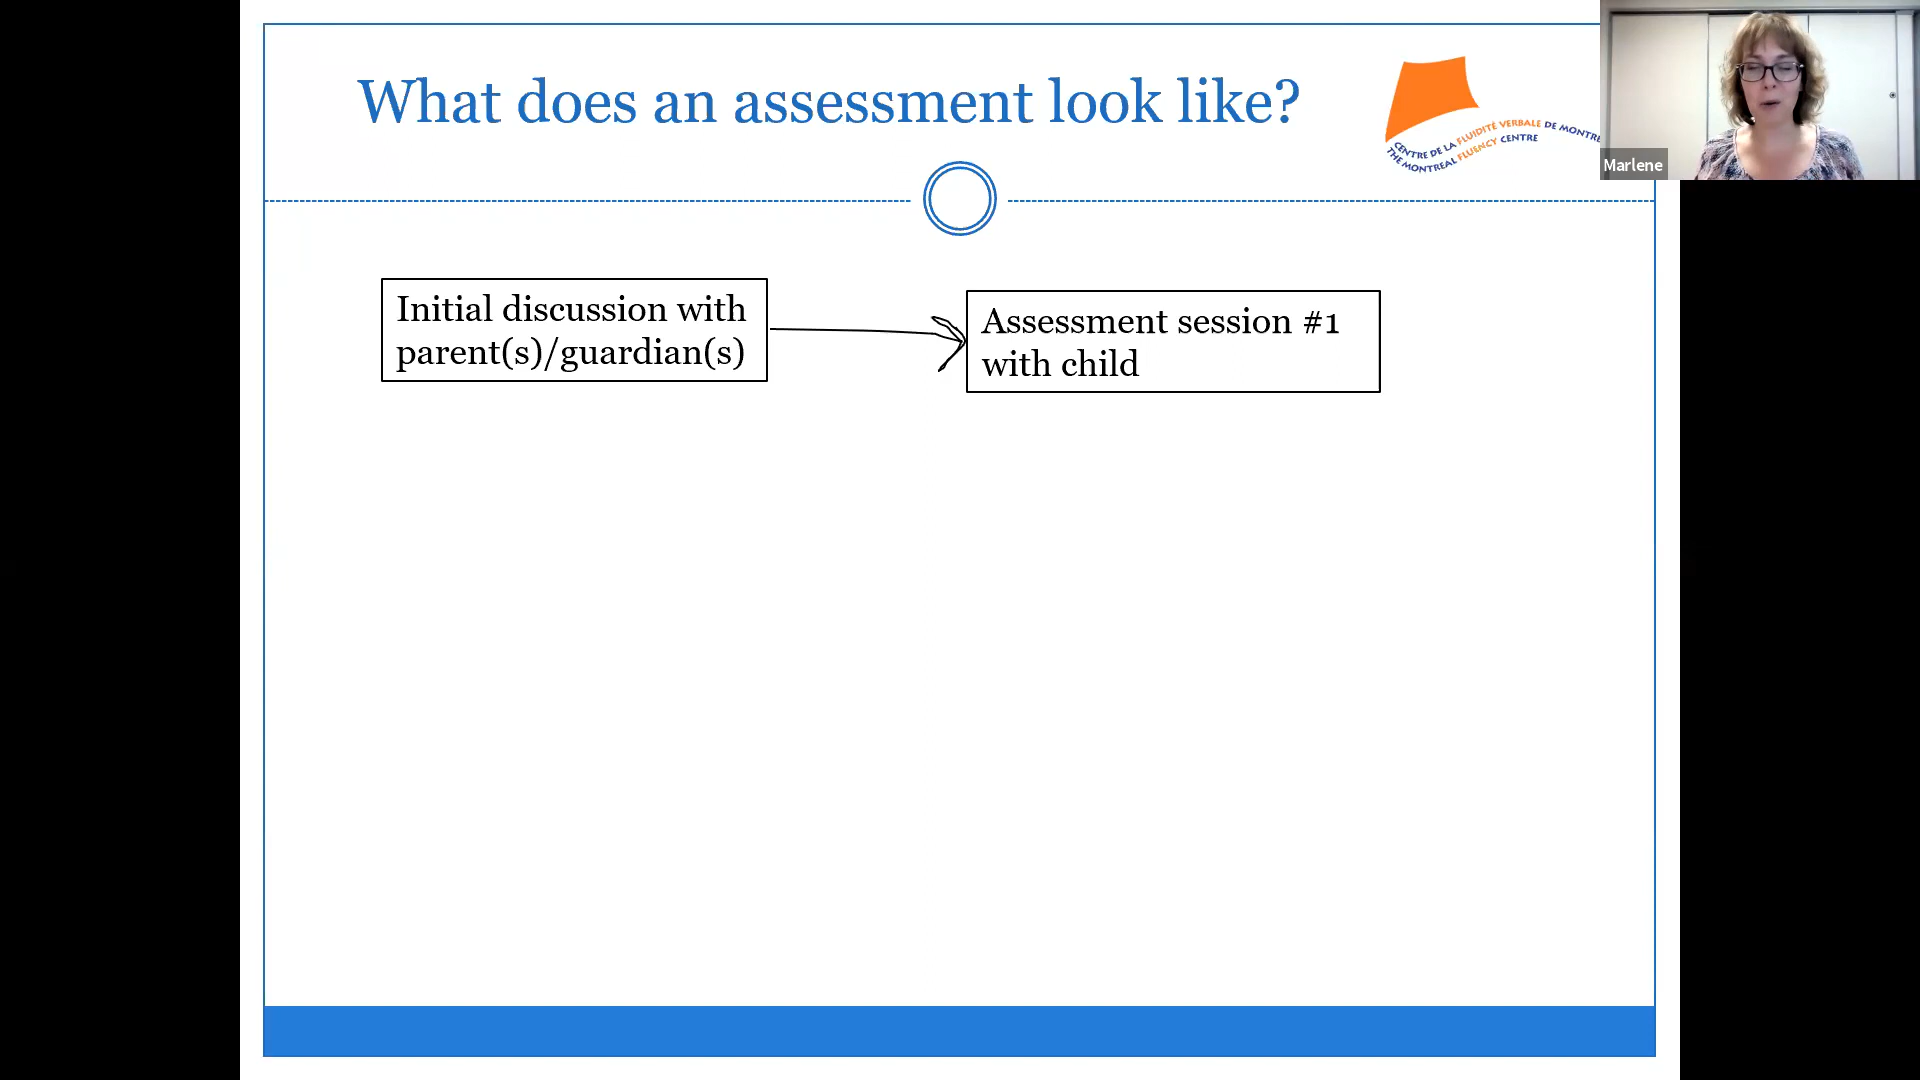 What does an assessment look like?
CENTRE DE LA FLUIDITÉ VERBALE DE MONTRE
THE MONTREAL FLUENCY CENTRE
Marlene
Initial discussion with
parent(s)/guardian(s)
Assessment session #1
with child